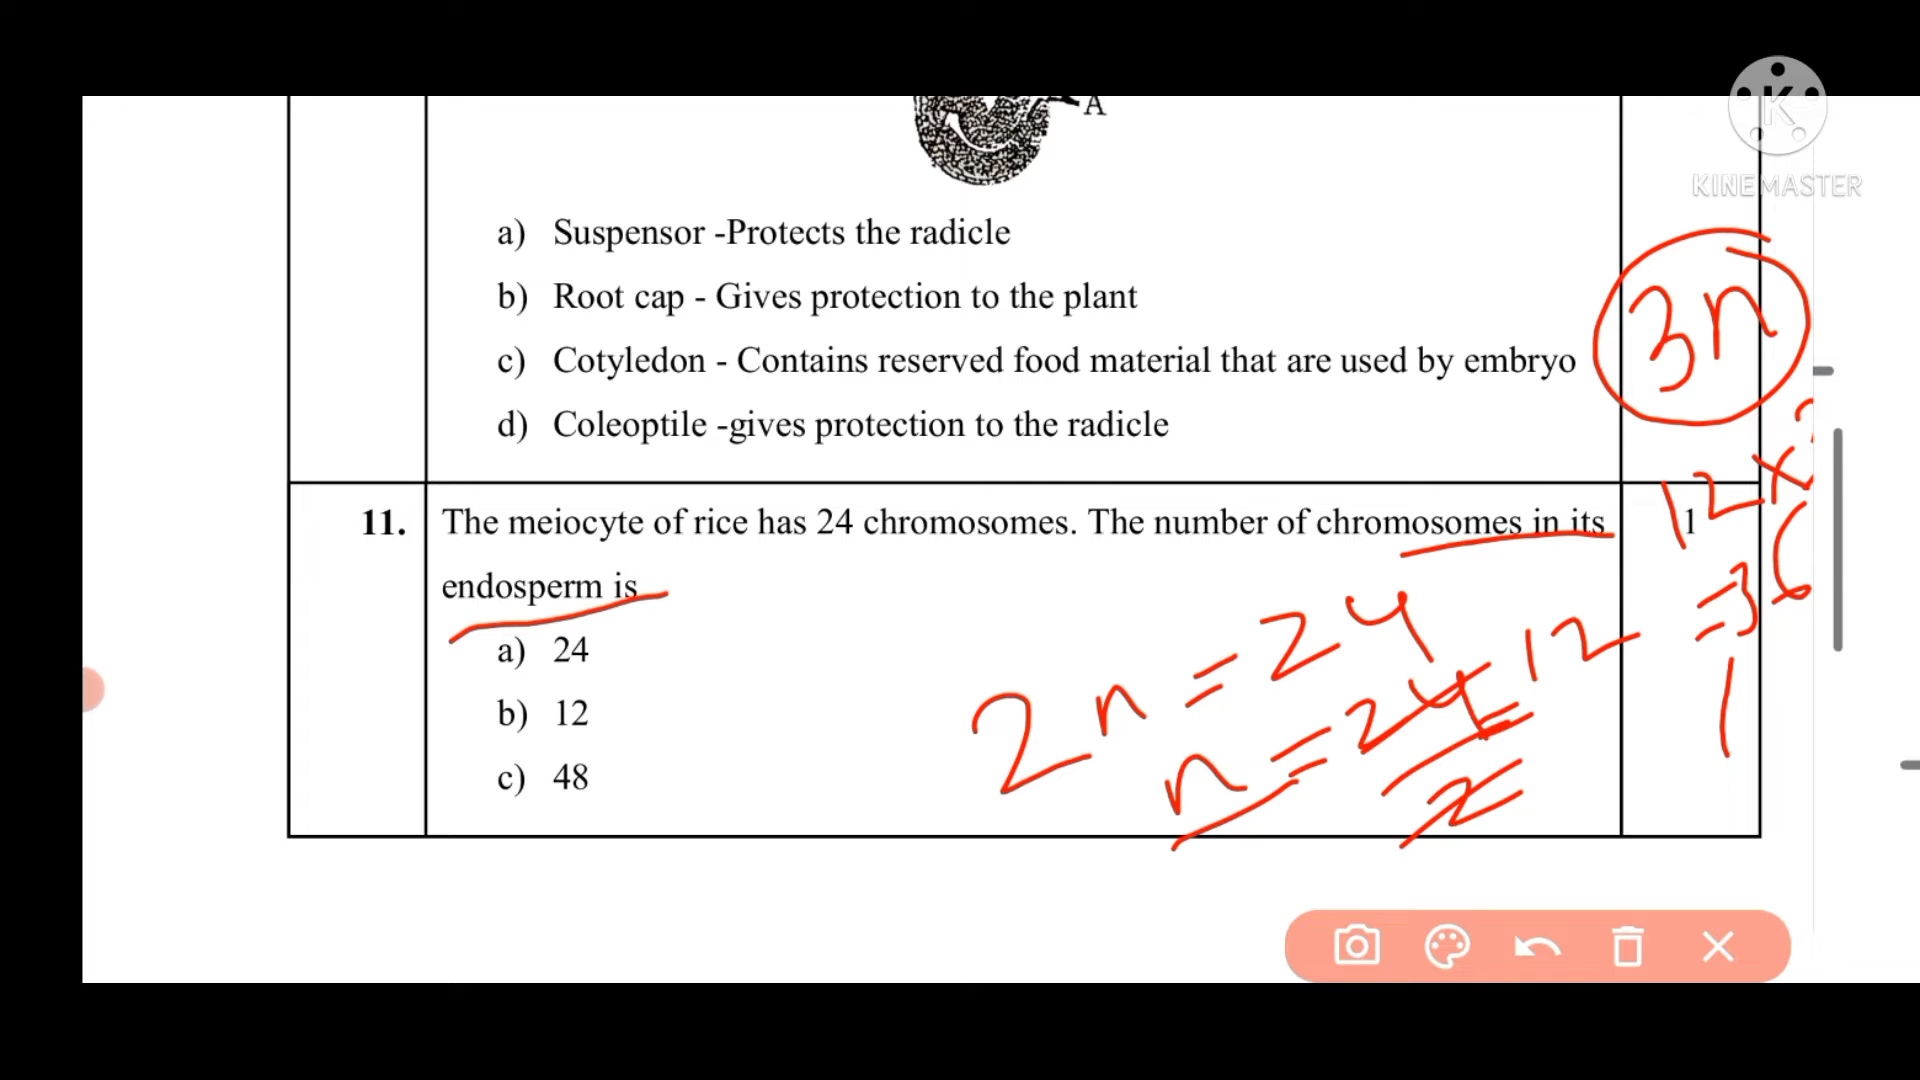 A
KINEMASTER
a) Suspensor -Protects the radicle
b) Root cap - Gives protection to the plant
c) Cotyledon - Contains reserved food material that are used by embryo
d) Coleoptile -gives protection to the radicle
3n
11. The meiocyte of rice has 24 chromosomes. The number of chromosomes in its 1
endosperm is
a) 24
b) 12
c) 48
2n = 24
n = 24/2 = 12
12 x
= 36